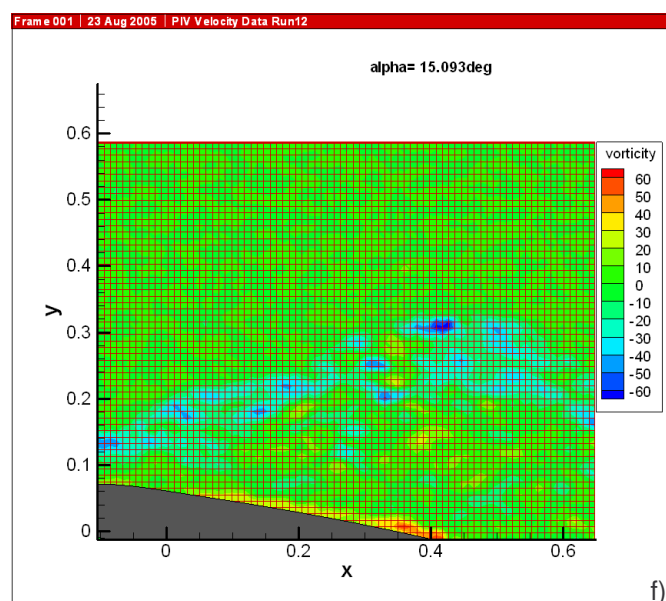 Frame 001 | 23 Aug 2005 | PIV Velocity Data Run12
alpha= 15.093deg
vorticity
60
50
40
30
20
10
0
-10
-20
-30
-40
-50
-60
y
0.6
0.5
0.4
0.3
0.2
0.1
0
0 0.2 0.4 0.6
x
f)